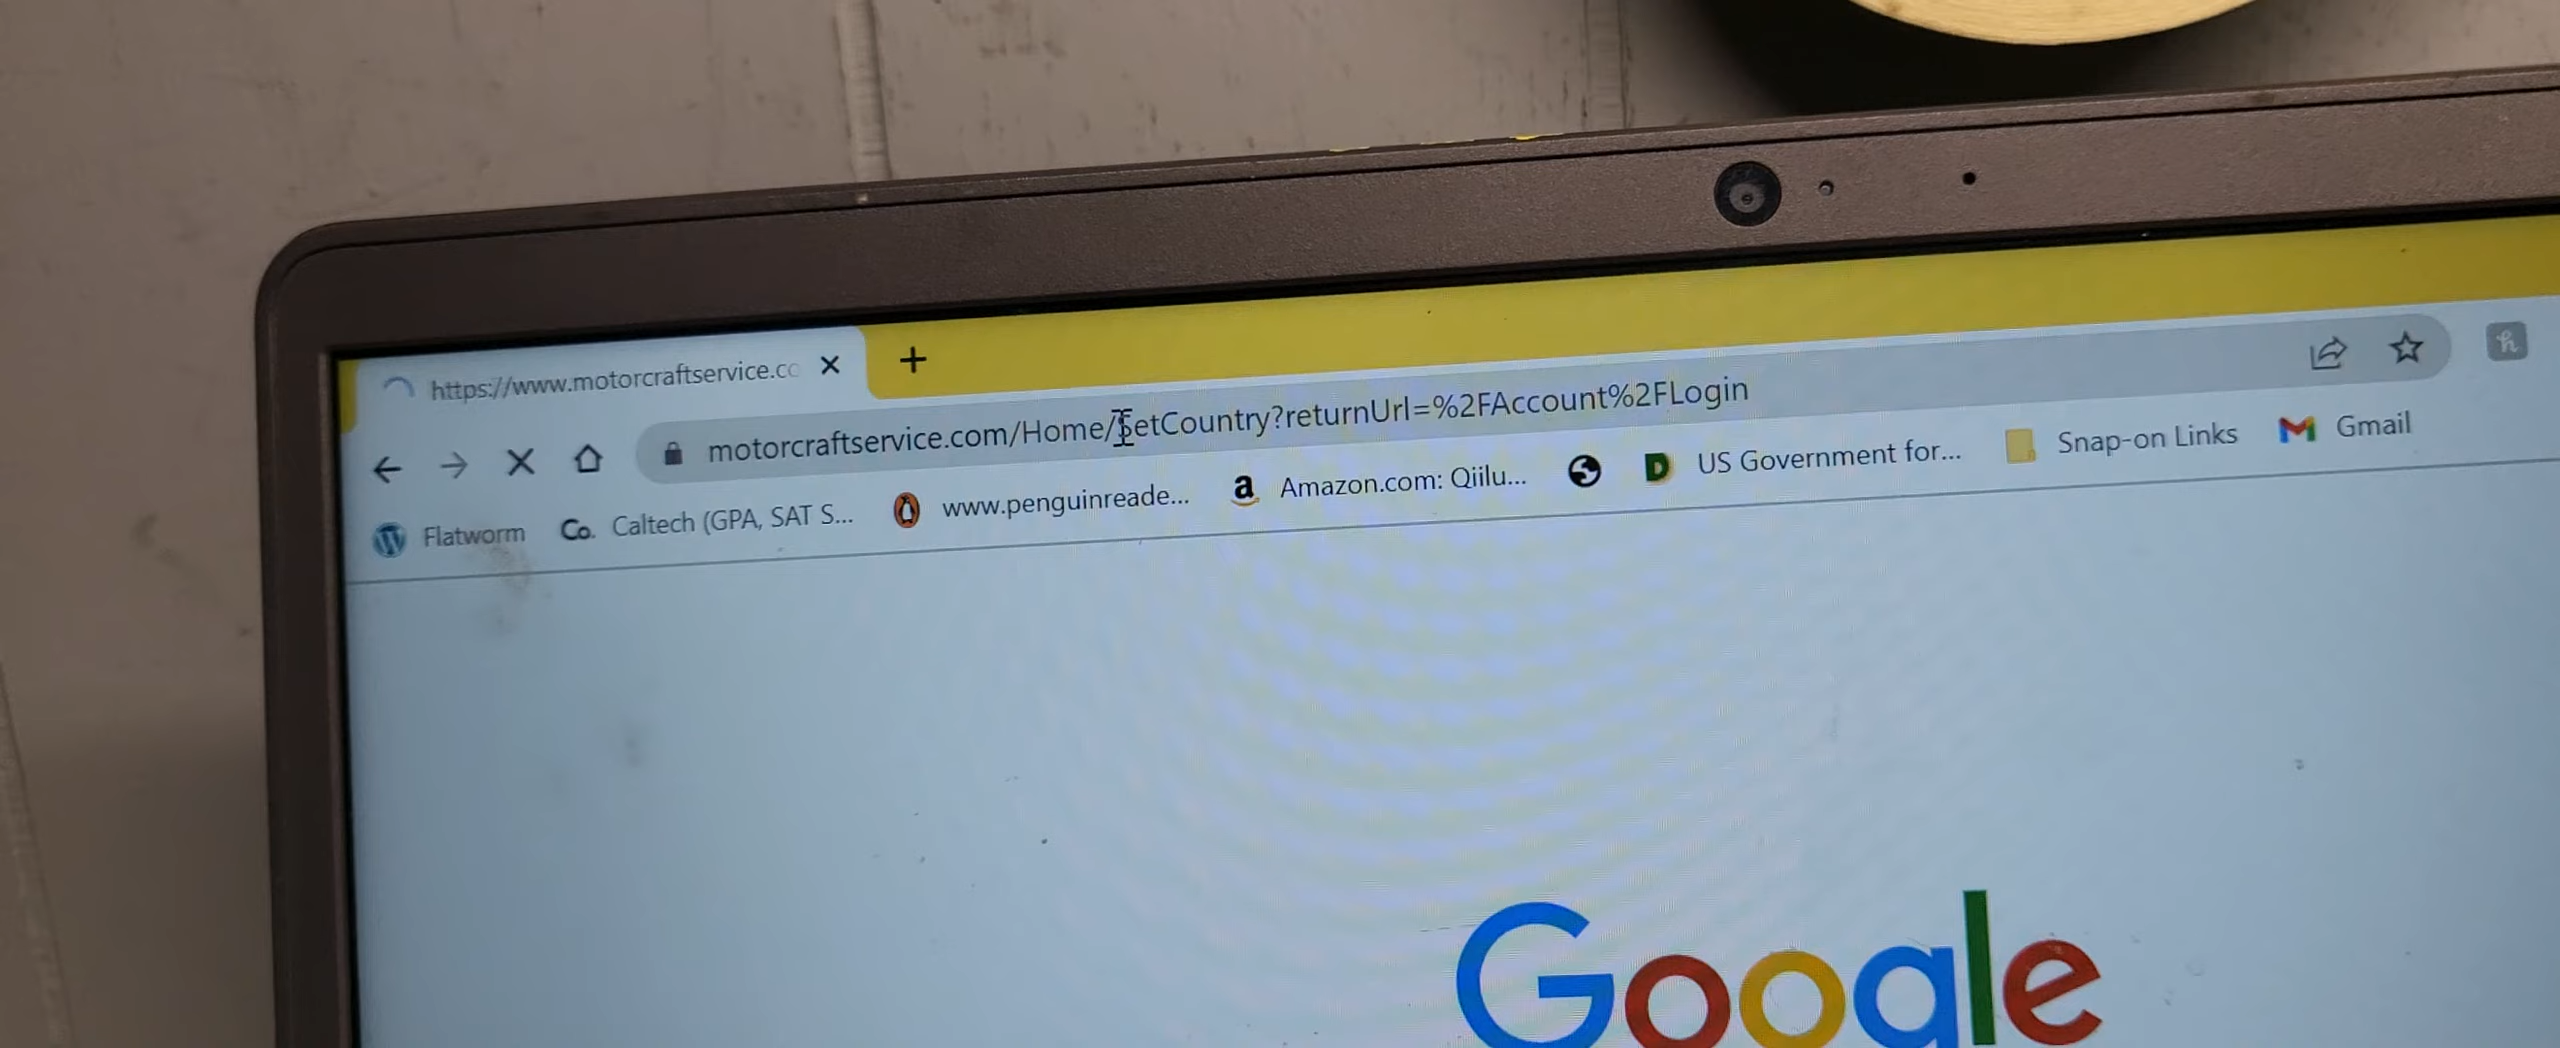 https://www.motorcraftservice.cc
motorcraftservice.com/Home/SetCountry?returnUrl=%2FAccount%2FLogin
Flatworm Co. Caltech (GPA, SAT S... www.penguinreade... a Amazon.com: Qiilu... D US Government for... Snap-on Links Gmail
Google